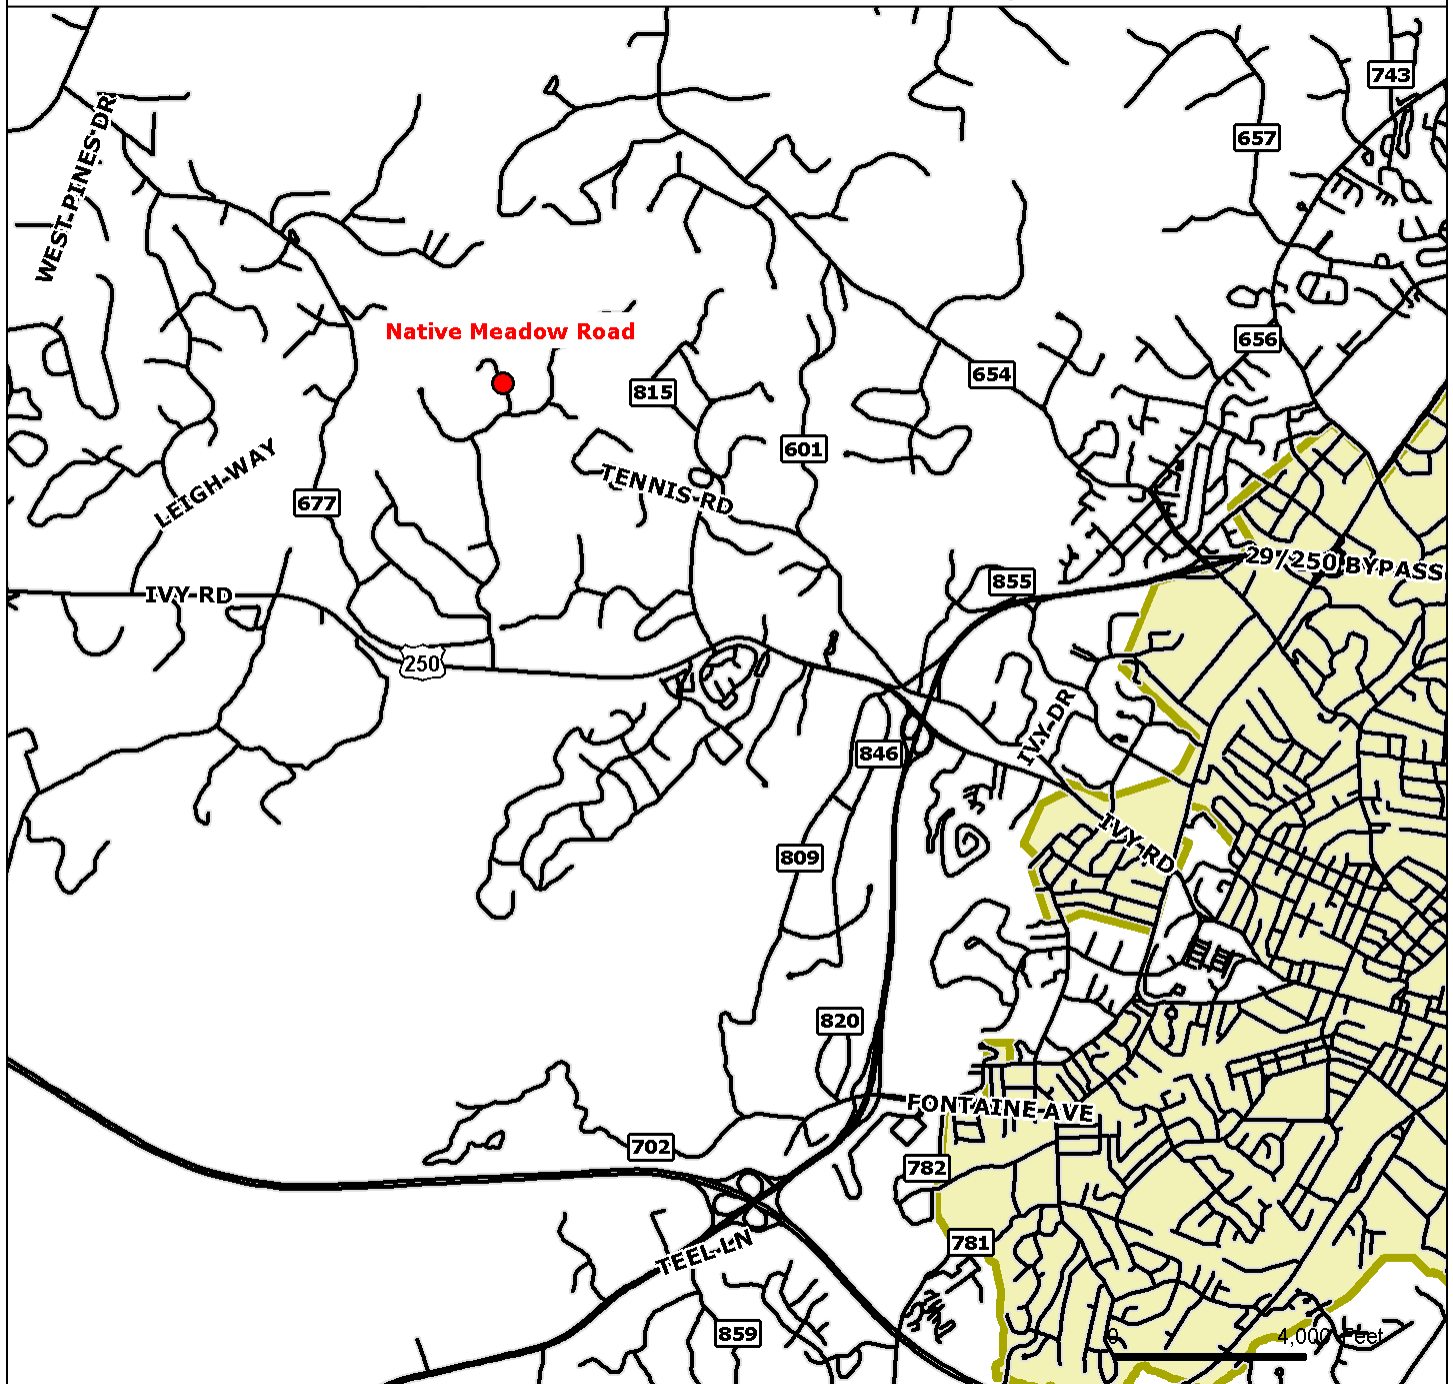 743
WEST PINES DR
657
Native Meadow Road
656
654
815
601
LEIGH WAY
677
TENNIS RD
29/250 BYPASS
855
IVY RD
250
IVY DR
846
IVY RD
809
820
FONTAINE AVE
702
782
781
TEEL LN
859
0
4,000 Feet